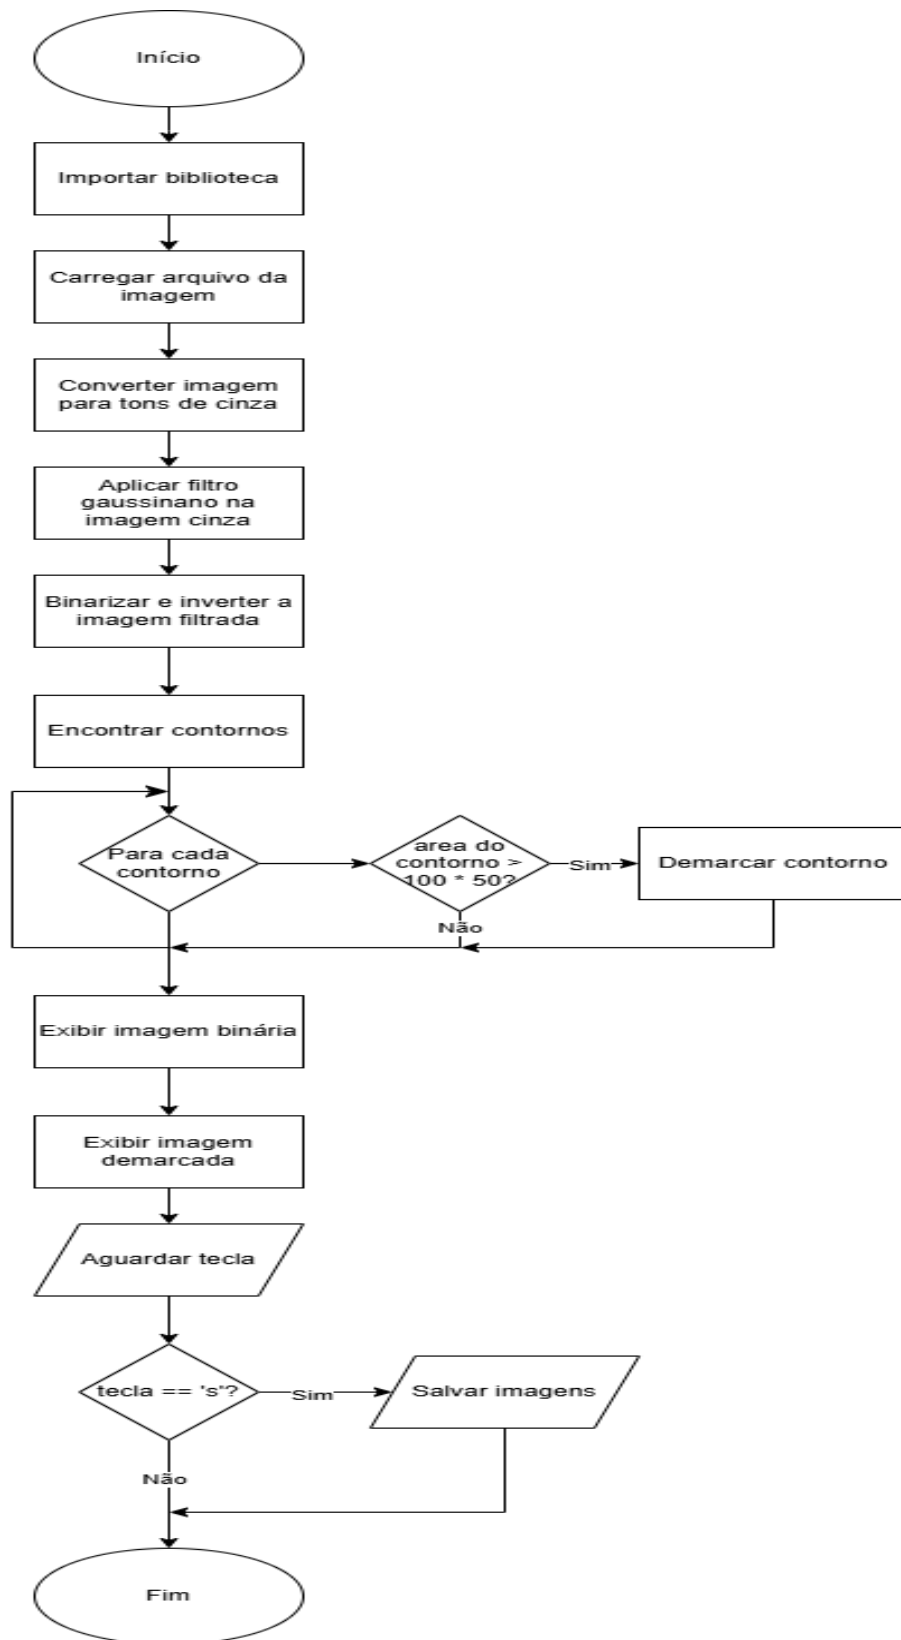 Início
Importar biblioteca
Carregar arquivo da
imagem
Converter imagem
para tons de cinza
Aplicar filtro
gaussinano na
imagem cinza
Binarizar e inverter a
imagem filtrada
Encontrar contornos
Para cada
contorno
area do
contorno >
100 * 50?
Sim
Demarcar contorno
Não
Exibir imagem binária
Exibir imagem
demarcada
Aguardar tecla
tecla == 's'?
Sim
Salvar imagens
Não
Fim